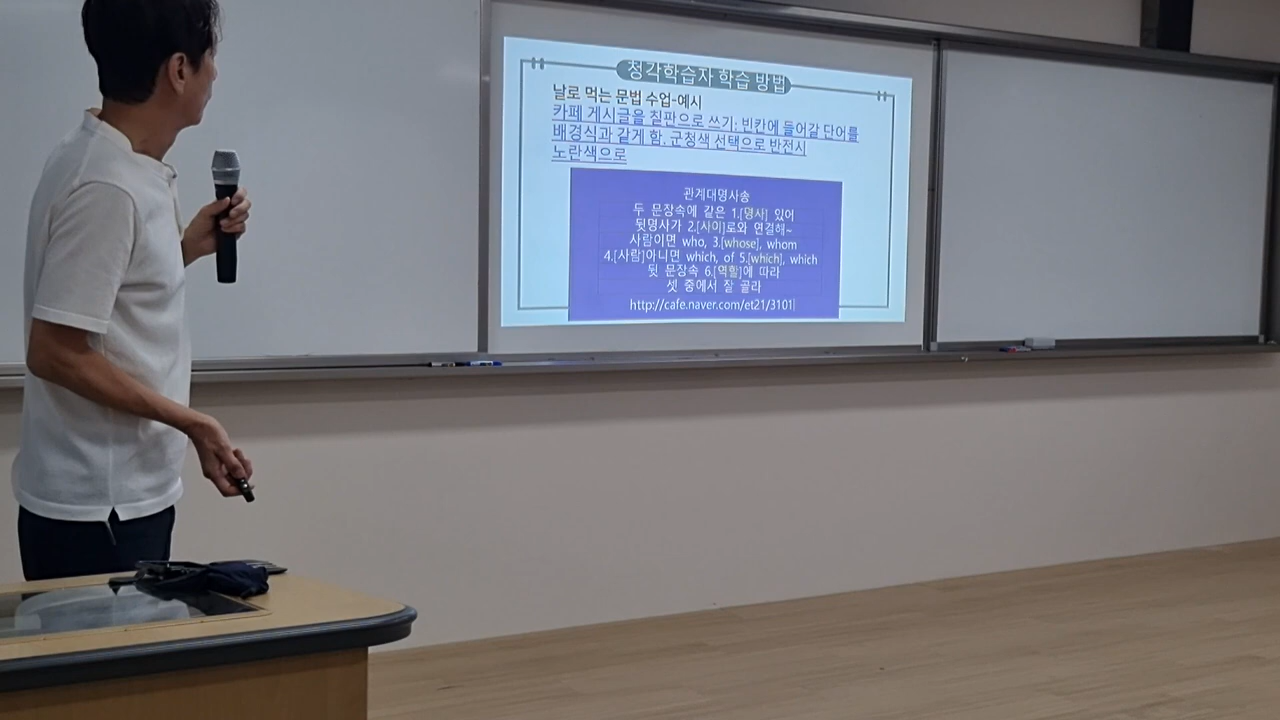 청각학습자 학습 방법
날로 먹는 문법 수업-예시
카페 게시글을 칠판으로 쓰기: 빈칸에 들어갈 단어를
배경식과 같게 함. 군청색 선택으로 반전시
노란색으로
관계대명사송
두 문장속에 같은 1.[명사] 있어
뒷명사가 2.[사이]로와 연결해~
사람이면 who, 3.[whose], whom
4.[사람]아니면 which, of 5.[which], which
뒷 문장속 6.[역할]에 따라
셋 중에서 잘 골라
http://cafe.naver.com/et21/3101